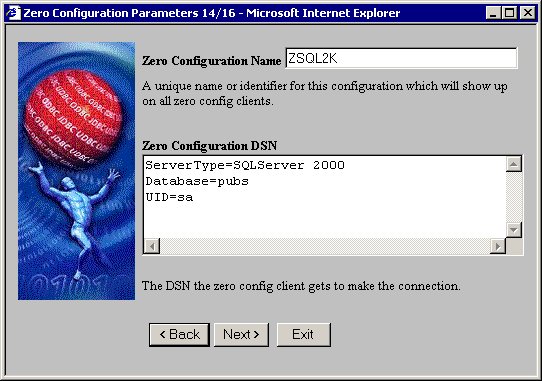 Zero Configuration Parameters 14/16 - Microsoft Internet Explorer
Zero Configuration Name ZSQL2K
A unique name or identifier for this configuration which will show up
on all zero config clients.
Zero Configuration DSN
ServerType=SQLServer 2000
Database=pubs
UID=sa
The DSN the zero config client gets to make the connection.
< Back Next > Exit